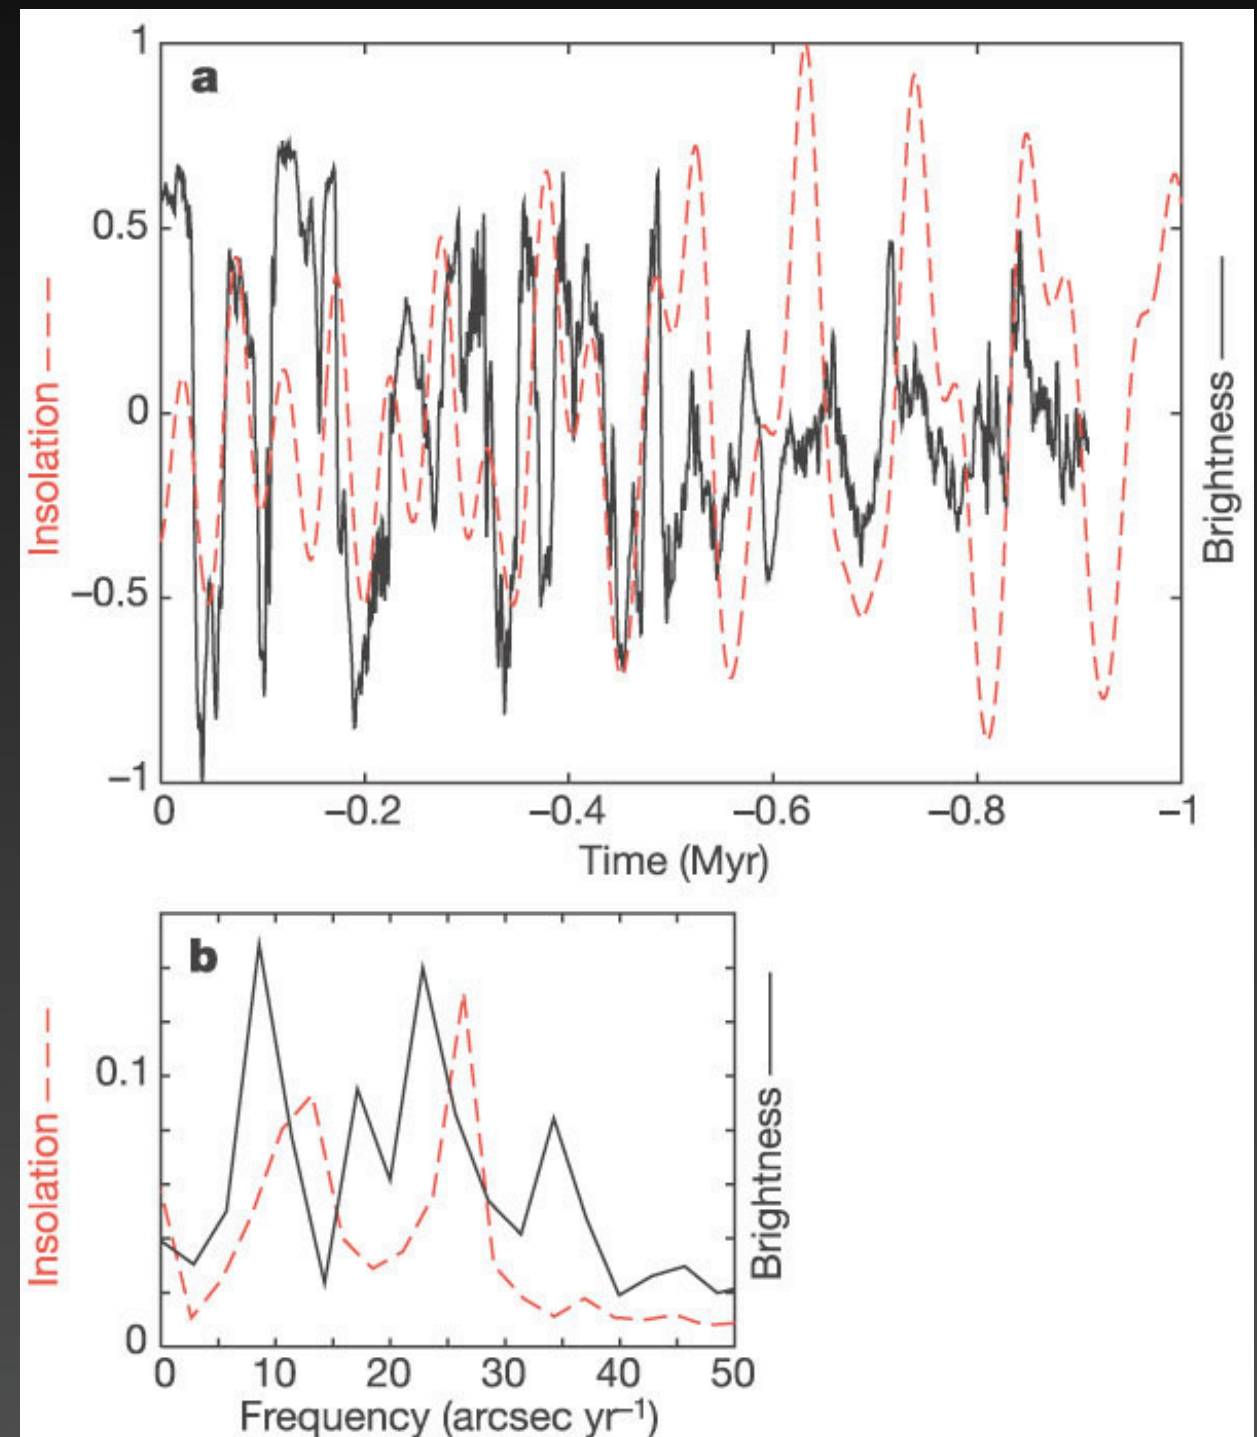 a
1
0.5
0
−0.5
−1
Insolation
Brightness
0 −0.2 −0.4 −0.6 −0.8 −1
Time (Myr)
b
0.1
0
Insolation
Brightness
0 10 20 30 40 50
Frequency (arcsec yr⁻¹)